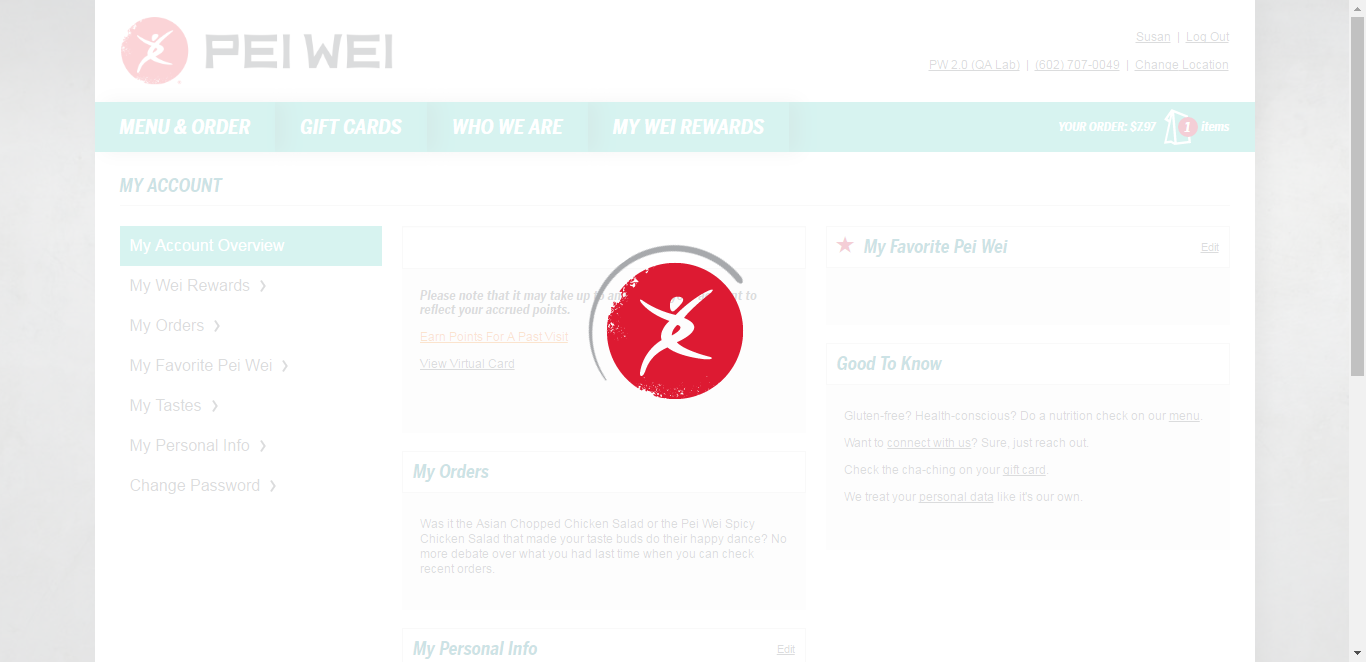 PEI WEI
Susan | Log Out
PW 2.0 (QA Lab) | (602) 707-0049 | Change Location
MENU & ORDER GIFT CARDS WHO WE ARE MY WEI REWARDS YOUR ORDER: $7.97 1 items
MY ACCOUNT
My Account Overview
My Wei Rewards
My Orders
My Favorite Pei Wei
My Tastes
My Personal Info
Change Password
Please note that it may take up to an to
reflect your accrued points.
Earn Points For A Past Visit
View Virtual Card
My Orders
Was it the Asian Chopped Chicken Salad or the Pei Wei Spicy
Chicken Salad that made your taste buds do their happy dance? No
more debate over what you had last time when you can check
recent orders.
My Personal Info Edit
My Favorite Pei Wei Edit
Good To Know
Gluten-free? Health-conscious? Do a nutrition check on our menu.
Want to connect with us? Sure, just reach out.
Check the cha-ching on your gift card.
We treat your personal data like it's our own.